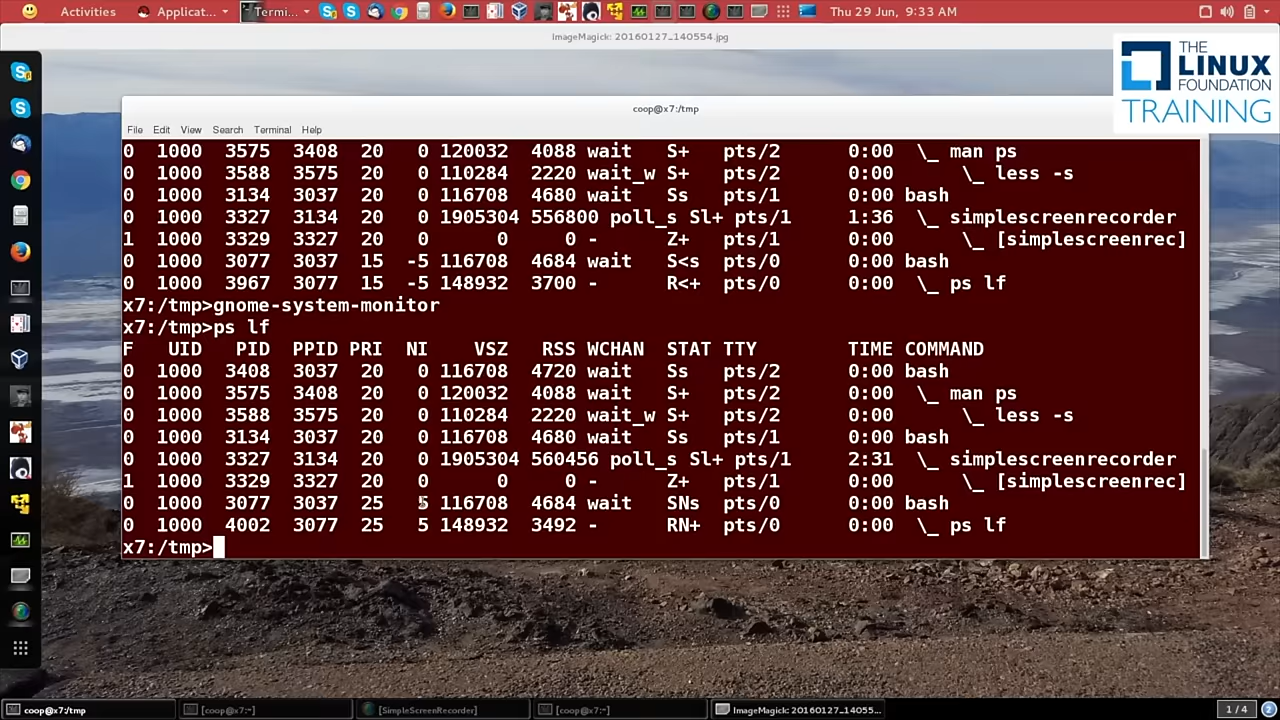 Activities
Applicat...
Termi...
Thu 29 Jun, 9:33 AM
ImageMagick: 20160127_140554.jpg
THE
LINUX
FOUNDATION
TRAINING
coop@x7:/tmp
File Edit View Search Terminal Help
0 1000 3575 3408 20 0 120032 4088 wait S+ pts/2 0:00 \_ man ps
0 1000 3588 3575 20 0 110284 2220 wait_w S+ pts/2 0:00 \_ less -s
0 1000 3134 3037 20 0 116708 4680 wait Ss pts/1 0:00 bash
0 1000 3327 3134 20 0 1905304 556800 poll_s Sl+ pts/1 1:36 \_ simplescreenrecorder
1 1000 3329 3327 20 0 0 0 - Z+ pts/1 0:00 \_ [simplescreenrec]
0 1000 3077 3037 15 -5 116708 4684 wait S<s pts/0 0:00 bash
0 1000 3967 3077 15 -5 148932 3700 - R<+ pts/0 0:00 \_ ps lf
x7:/tmp>gnome-system-monitor
x7:/tmp>ps lf
F UID PID PPID PRI NI VSZ RSS WCHAN STAT TTY TIME COMMAND
0 1000 3408 3037 20 0 116708 4720 wait Ss pts/2 0:00 bash
0 1000 3575 3408 20 0 120032 4088 wait S+ pts/2 0:00 \_ man ps
0 1000 3588 3575 20 0 110284 2220 wait_w S+ pts/2 0:00 \_ less -s
0 1000 3134 3037 20 0 116708 4680 wait Ss pts/1 0:00 bash
0 1000 3327 3134 20 0 1905304 560456 poll_s Sl+ pts/1 2:31 \_ simplescreenrecorder
1 1000 3329 3327 20 0 0 0 - Z+ pts/1 0:00 \_ [simplescreenrec]
0 1000 3077 3037 25 5 116708 4684 wait SNs pts/0 0:00 bash
0 1000 4002 3077 25 5 148932 3492 - RN+ pts/0 0:00 \_ ps lf
x7:/tmp>
coop@x7:/tmp
[coop@x7:~]
[SimpleScreenRecorder]
[coop@x7:~]
ImageMagick: 20160127_14055...
1 / 4
2